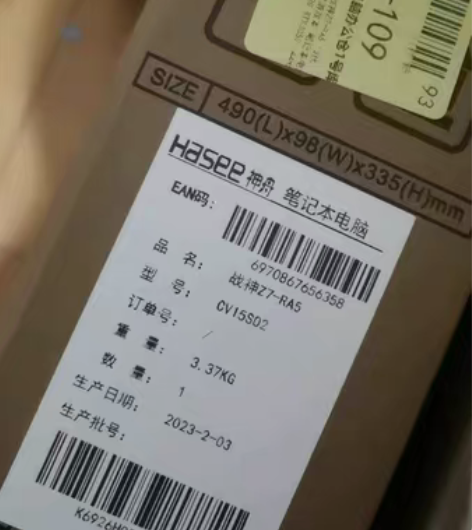 -109
93
SIZE 490(L)x98(W)x335(H)mm
Hasee 神舟 笔记本电脑
EAN码:
6970867656358
品 名: 战神Z7-RA5
型 号: CV15S02
订单号: /
重 量: 3.37KG
数 量: 1
生产日期: 2023-2-03
生产批号:
K6926H